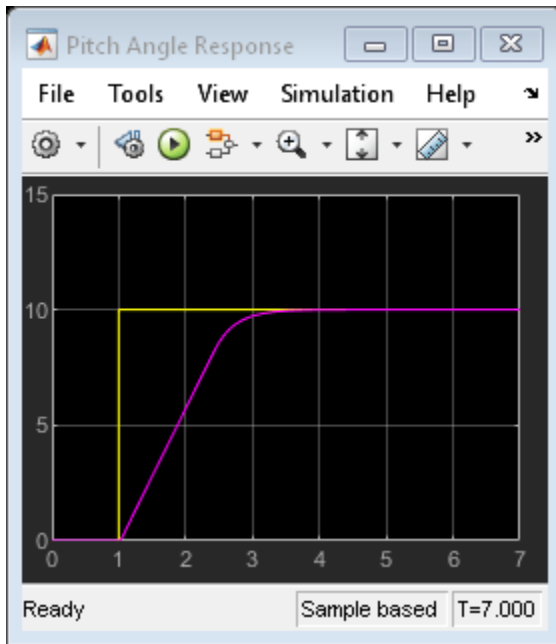 Pitch Angle Response
File Tools View Simulation Help
»
15
10
5
0
0 1 2 3 4 5 6 7
Ready Sample based T=7.000